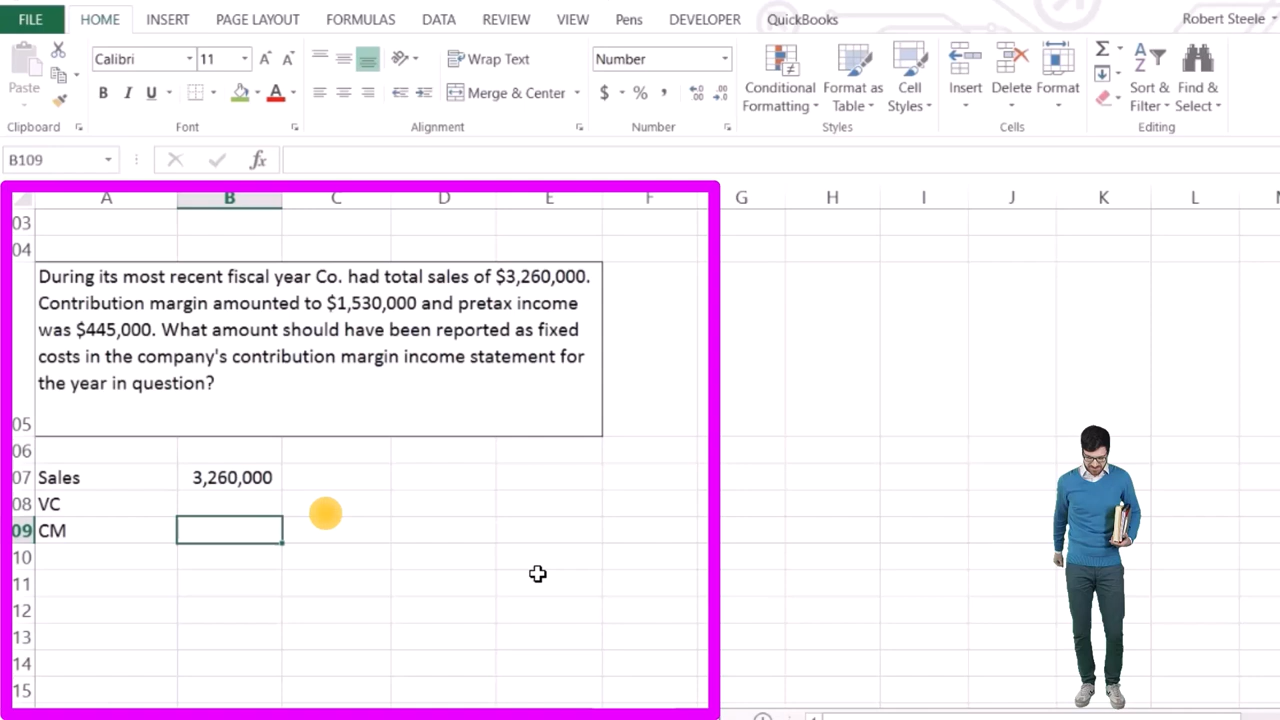 FILE HOME INSERT PAGE LAYOUT FORMULAS DATA REVIEW VIEW Pens DEVELOPER QuickBooks Robert Steele
Calibri 11 Wrap Text Number
Paste B I U Merge & Center $ % , Conditional Formatting Format as Table Cell Styles Insert Delete Format Sort & Filter Find & Select
Clipboard Font Alignment Number Styles Cells Editing
B109 fx
A B C D E F G H I J K L
03
04
During its most recent fiscal year Co. had total sales of $3,260,000.
Contribution margin amounted to $1,530,000 and pretax income
was $445,000. What amount should have been reported as fixed
costs in the company's contribution margin income statement for
the year in question?
05
06
07 Sales 3,260,000
08 VC
09 CM
10
11
12
13
14
15